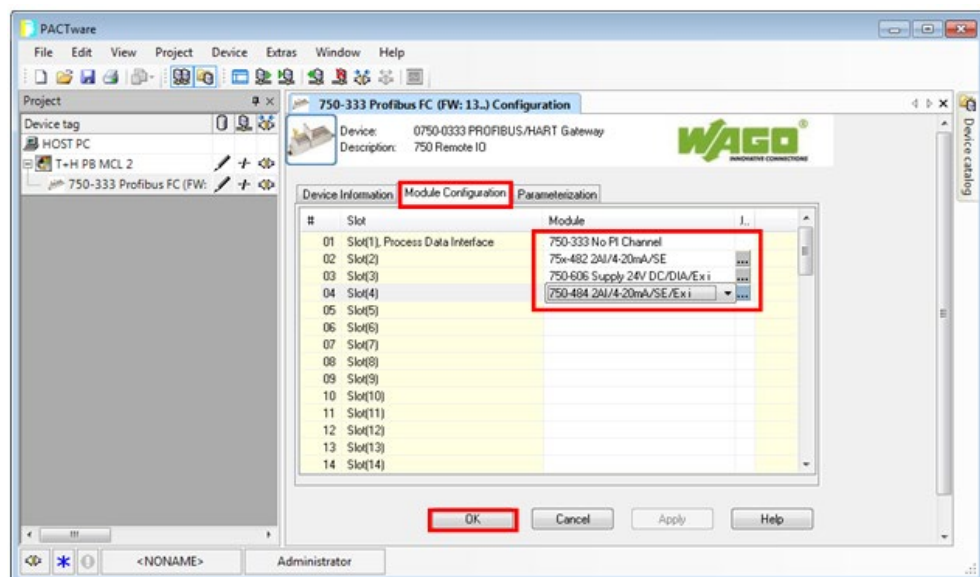 PACTware
File Edit View Project Device Extras Window Help
Project
Device tag
HOST PC
T+H PB MCL 2
750-333 Profibus FC (FW:
750-333 Profibus FC (FW: 13..) Configuration
Device: 0750-0333 PROFIBUS/HART Gateway
Description: 750 Remote IO
WAGO®
INNOVATIVE CONNECTIONS
Device Information Module Configuration Parameterization
# Slot Module I..
01 Slot(1), Process Data Interface 750-333 No PI Channel
02 Slot(2) 75x-482 2AI/4-20mA/SE ...
03 Slot(3) 750-606 Supply 24V DC/DIA/Ex i ...
04 Slot(4) 750-484 2AI/4-20mA/SE/Ex i ...
05 Slot(5)
06 Slot(6)
07 Slot(7)
08 Slot(8)
09 Slot(9)
10 Slot(10)
11 Slot(11)
12 Slot(12)
13 Slot(13)
14 Slot(14)
OK Cancel Apply Help
Device catalog
<NONAME> Administrator